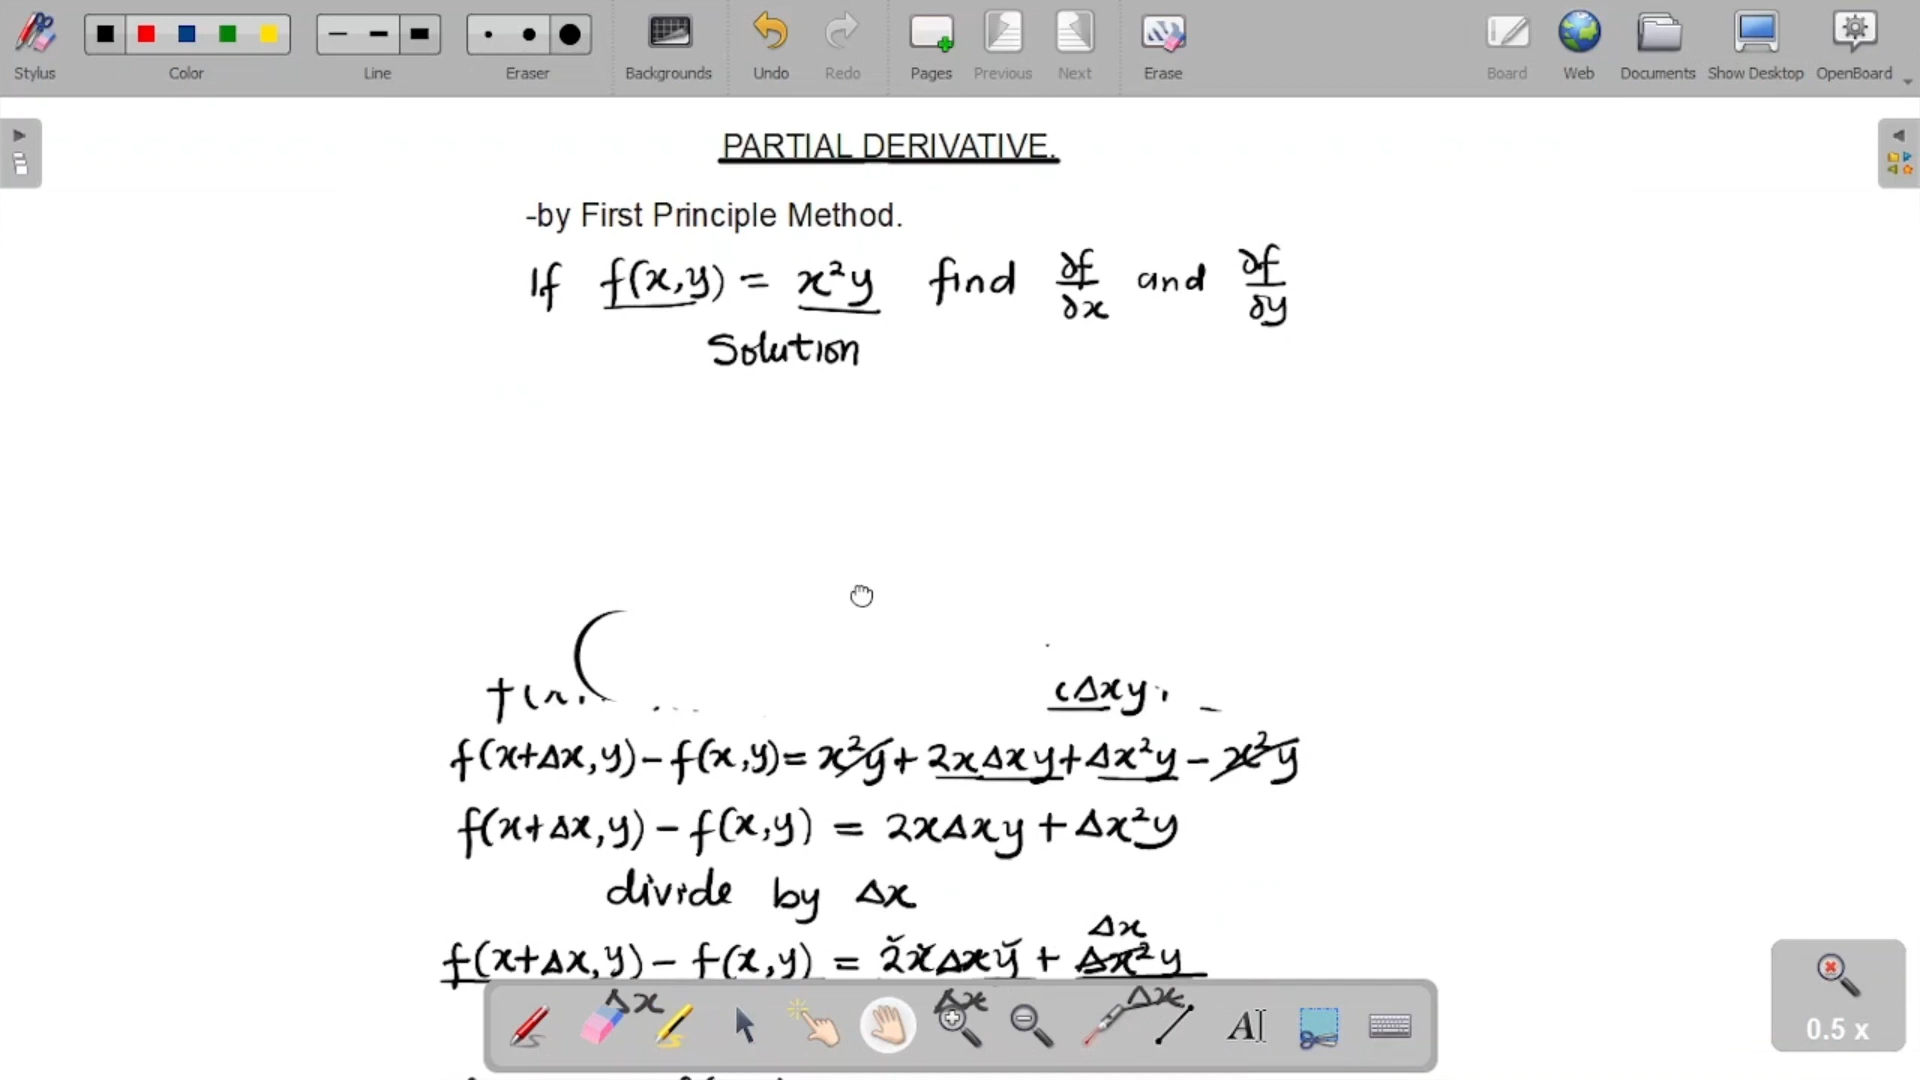 Stylus
Color
Line
Eraser
Backgrounds
Undo
Redo
Pages
Previous
Next
Erase
Board
Web
Documents
Show Desktop
OpenBoard
PARTIAL DERIVATIVE.
-by First Principle Method.
If f(x,y) = x²y find ∂f/∂x and ∂f/∂y
Solution
Δxy
f(x+Δx,y)-f(x,y)= x²y+ 2xΔxy+Δx²y - x²y
f(x+Δx,y) - f(x,y) = 2xΔxy + Δx²y
divide by Δx
Δx
f(x+Δx,y) - f(x,y) = 2xΔxy + Δx²y
Δx Δx Δx
AI
0.5 x